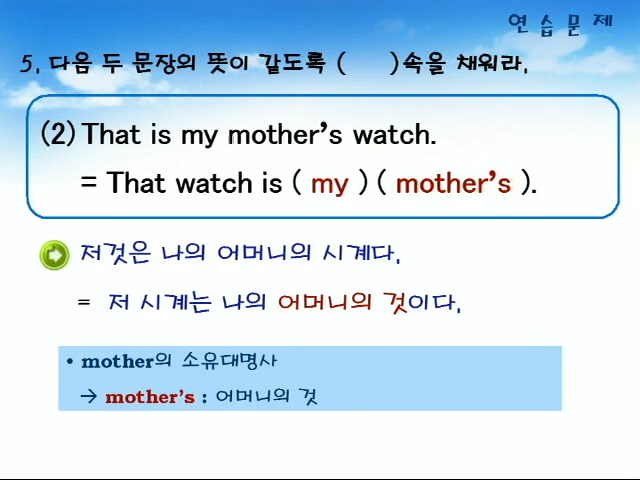 연 습 문 제
5. 다음 두 문장의 뜻이 같도록 (     )속을 채워라.
(2) That is my mother's watch.
= That watch is ( my ) ( mother's ).
저것은 나의 어머니의 시계다.
= 저 시계는 나의 어머니의 것이다.
• mother의 소유대명사
→ mother's : 어머니의 것